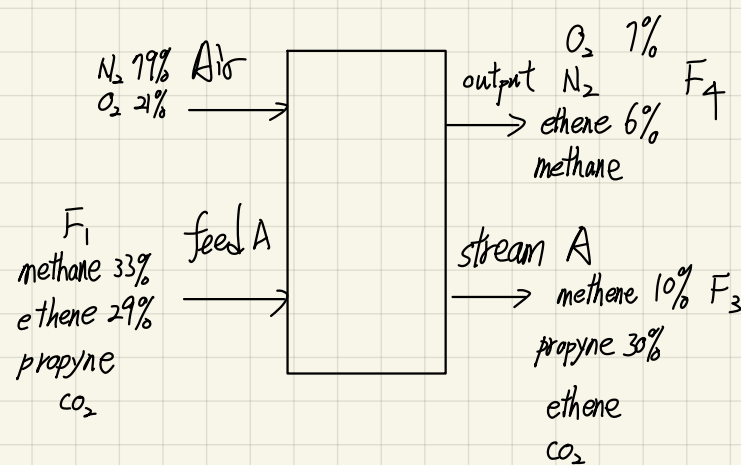 N₂ 79% Air
O₂ 21%
F₁
feed A
methane 33%
ethene 29%
propyne
CO₂
O₂ 7%
output N₂ F₄
ethene 6%
methane
stream A
methene 10% F₃
propyne 30%
ethene
CO₂